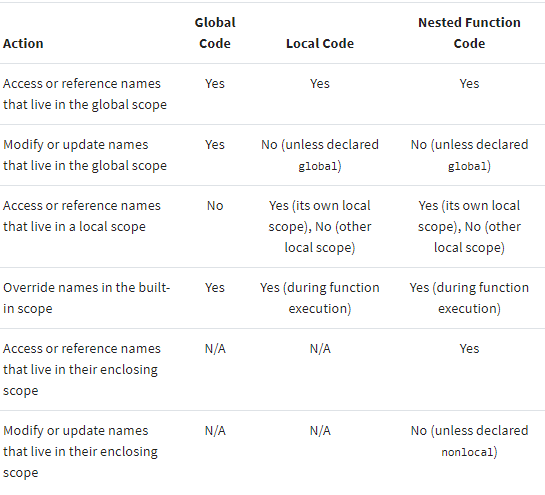 Action Global Code Local Code Nested Function Code
Access or reference names that live in the global scope Yes Yes Yes
Modify or update names that live in the global scope Yes No (unless declared global) No (unless declared global)
Access or reference names that live in a local scope No Yes (its own local scope), No (other local scope) Yes (its own local scope), No (other local scope)
Override names in the built-in scope Yes Yes (during function execution) Yes (during function execution)
Access or reference names that live in their enclosing scope N/A N/A Yes
Modify or update names that live in their enclosing scope N/A N/A No (unless declared nonlocal)